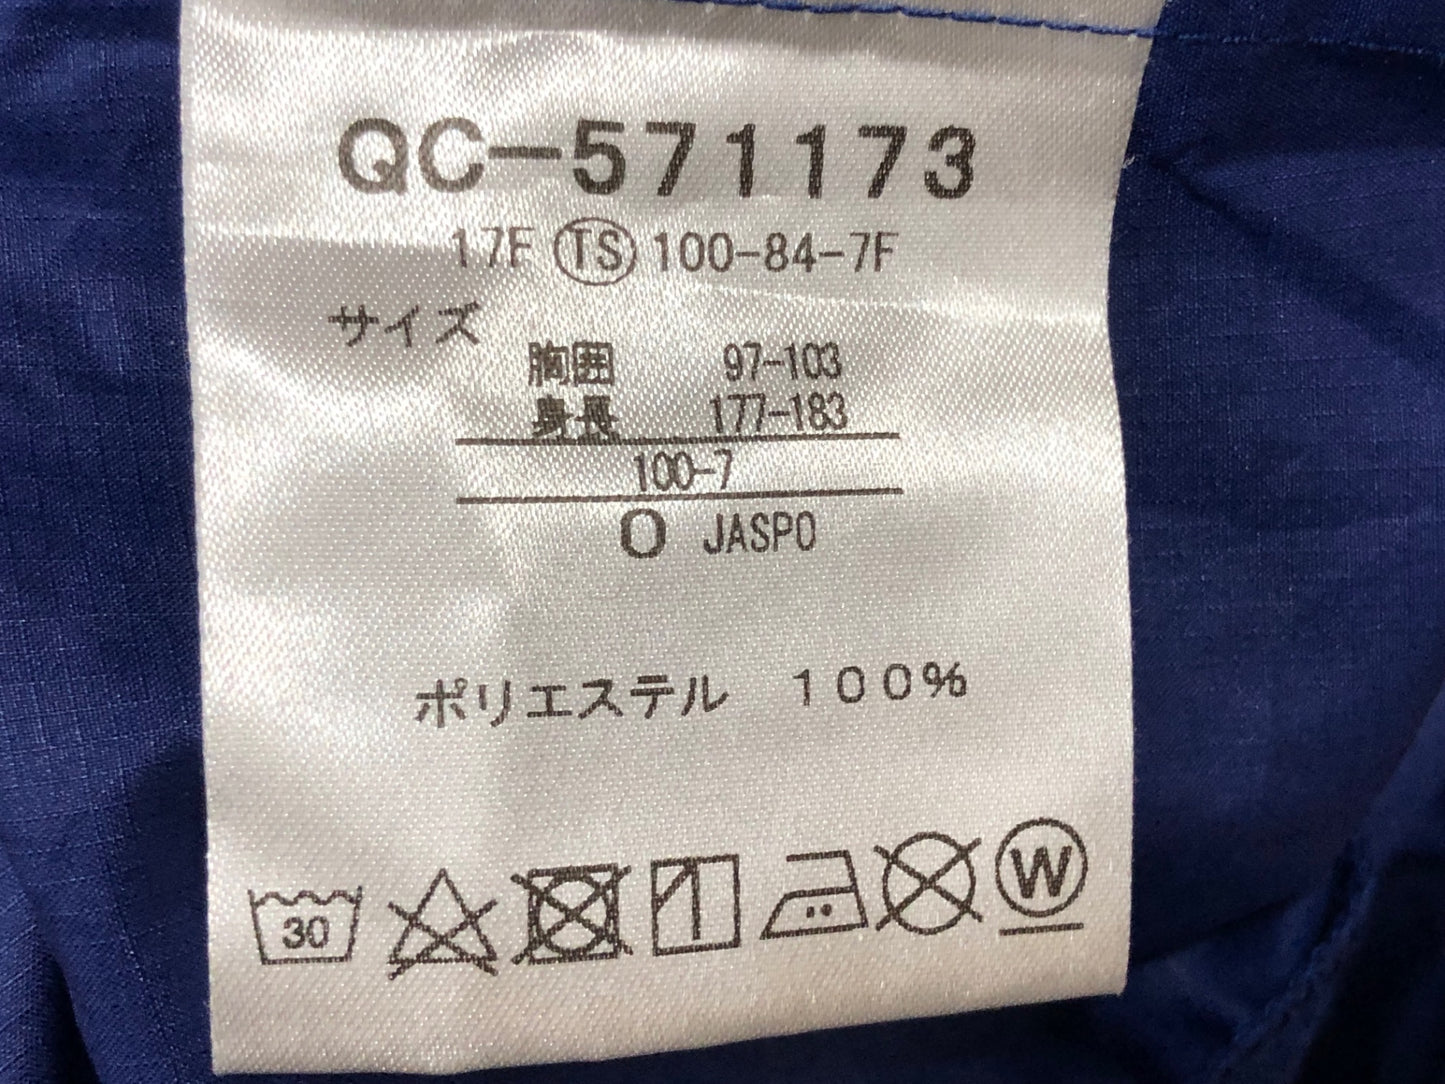 QC-571173
17F TS 100-84-7F
サイズ
胸囲 97-103
身長 177-183
100-7
O JASPO
ポリエステル 100%
30 W